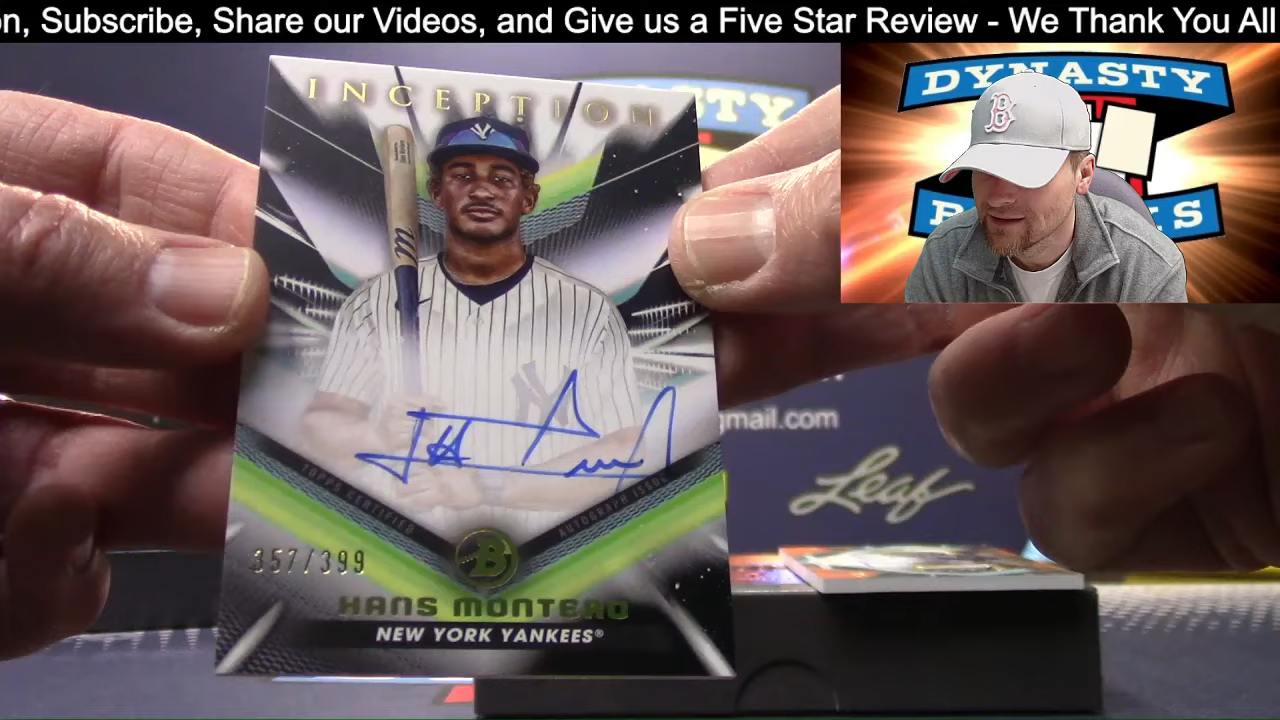 on, Subscribe, Share our Videos, and Give us a Five Star Review - We Thank You All
INCEPTION
DYNASTY
B
S
M
NY
gmail.com
Leaf
TOPPS CERTIFIED
AUTOGRAPH ISSUE
B
357/399
HANS MONTERO
NEW YORK YANKEES®